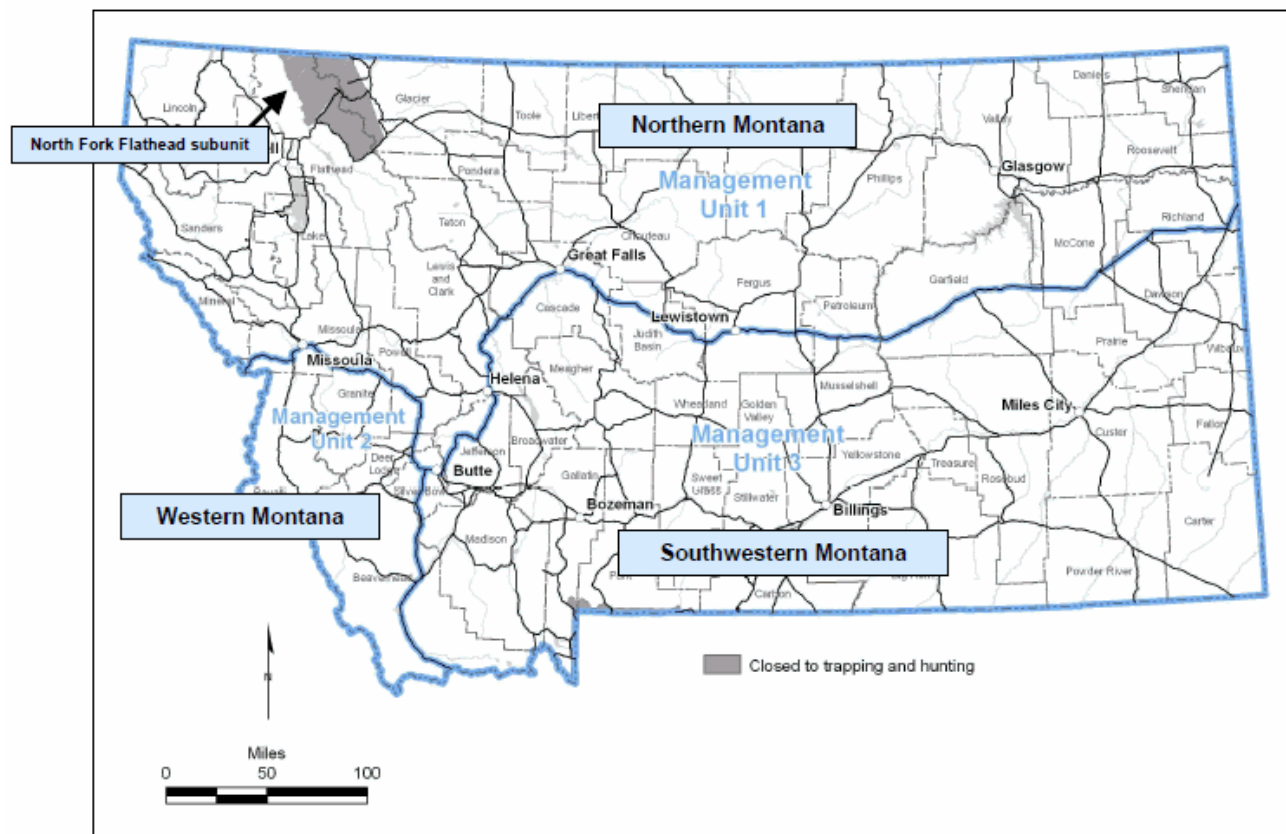 Daniels
Sheridan
Lincoln
Glacier
Toole
Libert
Northern Montana
Valley
Roosevelt
North Fork Flathead subunit
ll
Glasgow
Flathead
Pondera
Management
Unit 1
Phillips
Richland
Sanders
Lake
Teton
Chouteau
McCone
Great Falls
Lewis
and
Clark
Fergus
Garfield
Mineral
Cascade
Petroleum
Dawson
Missoula
Lewistown
Judith
Basin
Prairie
Wibaux
Missoula
Powell
Meagher
Helena
Musselshell
Granite
Wheatland
Golden
Valley
Miles City
Management
Unit 2
Broadwater
Management
Unit 3
Custer
Fallon
Jefferson
Deer
Lodge
Butte
Gallatin
Sweet
Grass
Yellowstone
Treasure
Rosebud
Silver Bow
Stillwater
Western Montana
Bozeman
Billings
Carter
Madison
Southwestern Montana
Beaverhead
Park
Carbon
Powder River
Closed to trapping and hunting
N
Miles
0 50 100